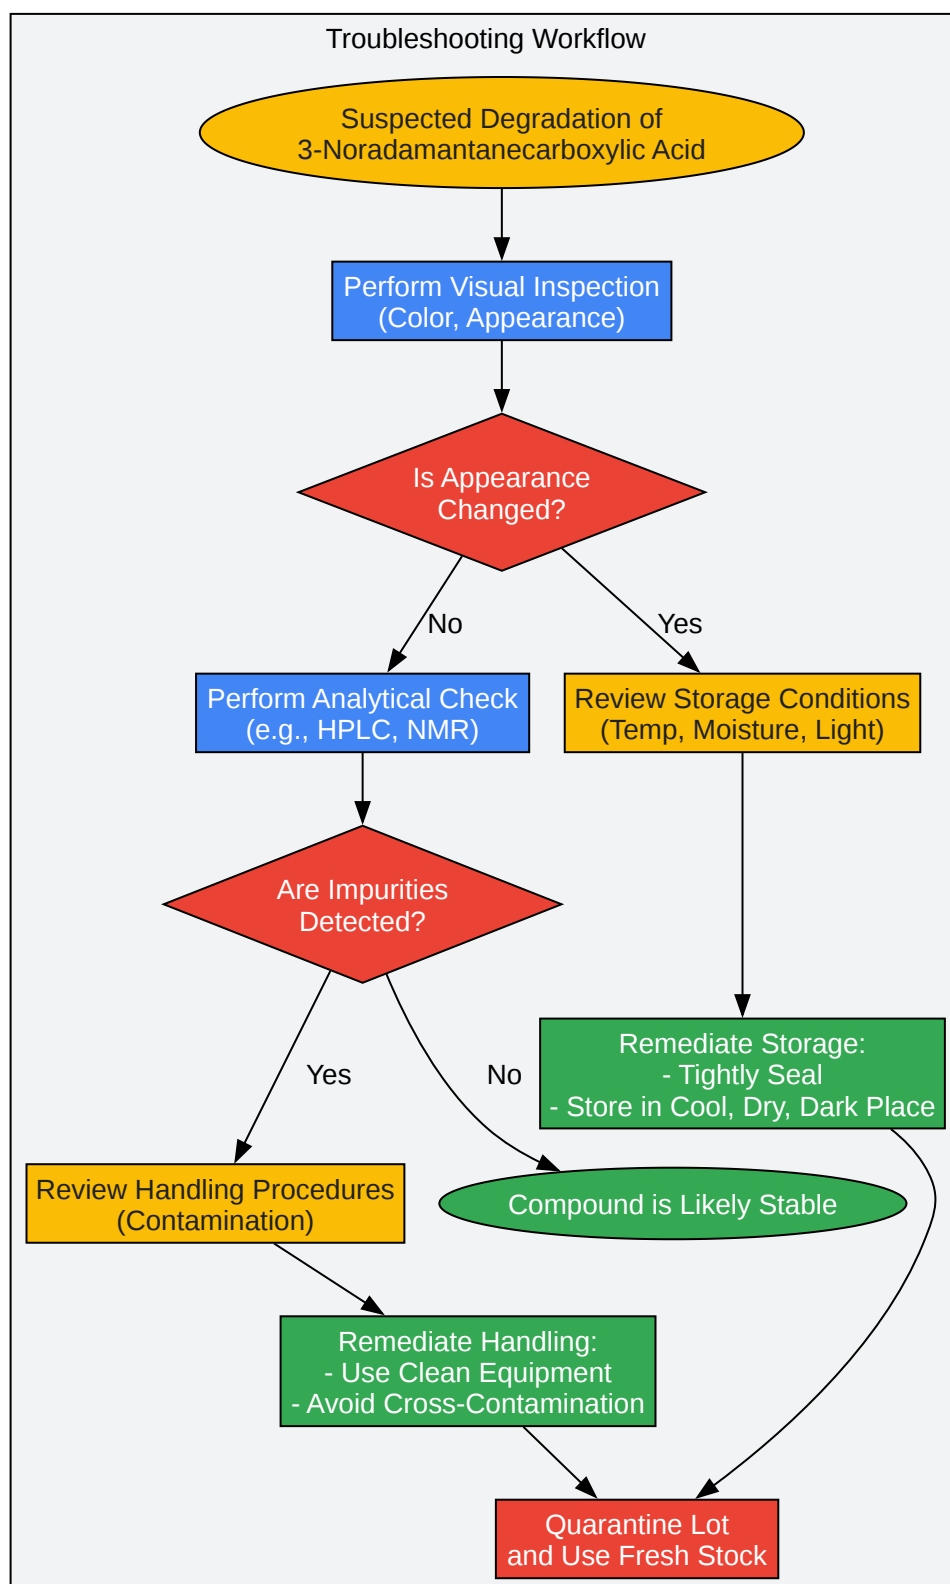 Troubleshooting Workflow
Suspected Degradation of
3-Noradamantanecarboxylic Acid
Perform Visual Inspection
(Color, Appearance)
Is Appearance
Changed?
No
Yes
Perform Analytical Check
(e.g., HPLC, NMR)
Review Storage Conditions
(Temp, Moisture, Light)
Are Impurities
Detected?
Yes
No
Remediate Storage:
- Tightly Seal
- Store in Cool, Dry, Dark Place
Review Handling Procedures
(Contamination)
Compound is Likely Stable
Remediate Handling:
- Use Clean Equipment
- Avoid Cross-Contamination
Quarantine Lot
and Use Fresh Stock